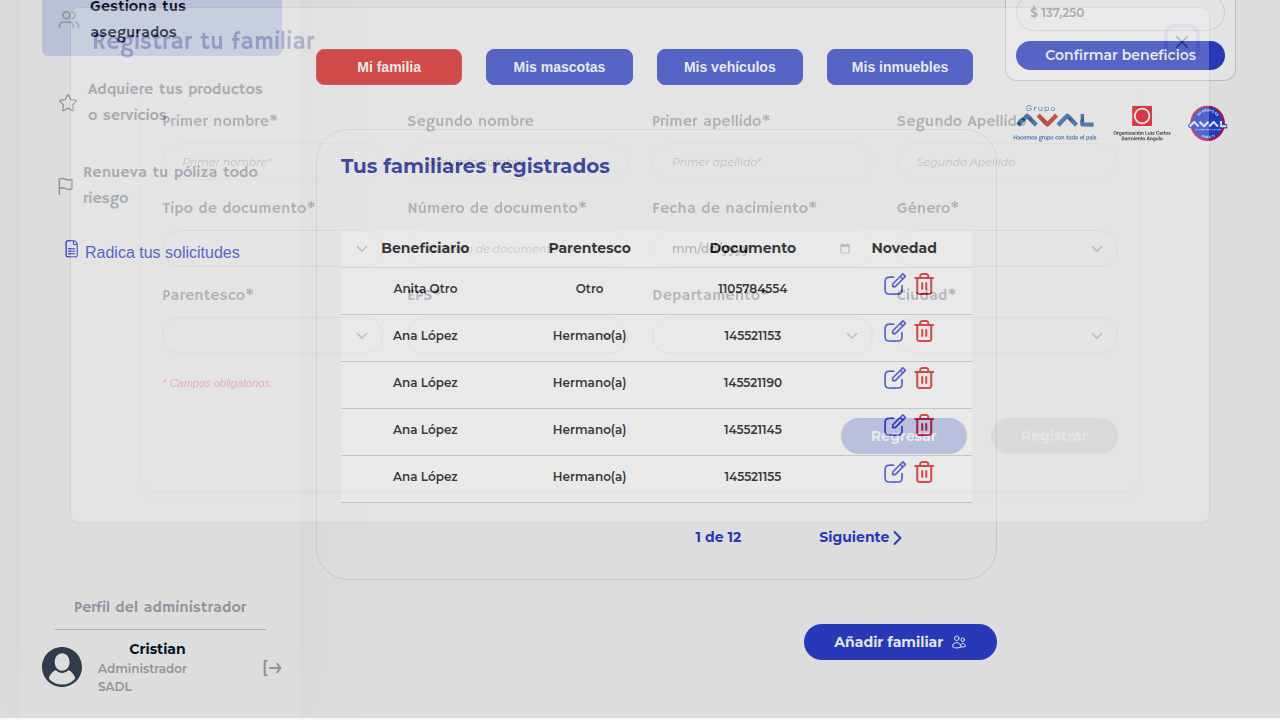 Gestiona tus
asegurados
Registrar tu familiar
$ 137,250
Confirmar beneficios
Mi familia
Mis mascotas
Mis vehículos
Mis inmuebles
Adquiere tus productos
o servicios
Primer nombre*
Segundo nombre
Primer apellido*
Segundo Apellido
Grupo
AVAL
Hacemos grupo con todo el país
Organización Luis Carlos
Sarmiento Angulo
AVAL
Primer nombre*
Primer apellido*
Segundo Apellido
Tus familiares registrados
Renueva tu póliza todo
riesgo
Tipo de documento*
Número de documento*
Fecha de nacimiento*
Género*
Radica tus solicitudes
Beneficiario
Parentesco
Documento
Novedad
Anita Otro
Otro
1105784554
Parentesco*
EPS*
Departamento*
Ciudad*
Ana López
Hermano(a)
145521153
Ana López
Hermano(a)
145521190
* Campos obligatorios.
Ana López
Hermano(a)
145521145
Regresar
Registrar
Ana López
Hermano(a)
145521155
1 de 12
Siguiente
Perfil del administrador
Cristian
Administrador
SADL
Añadir familiar